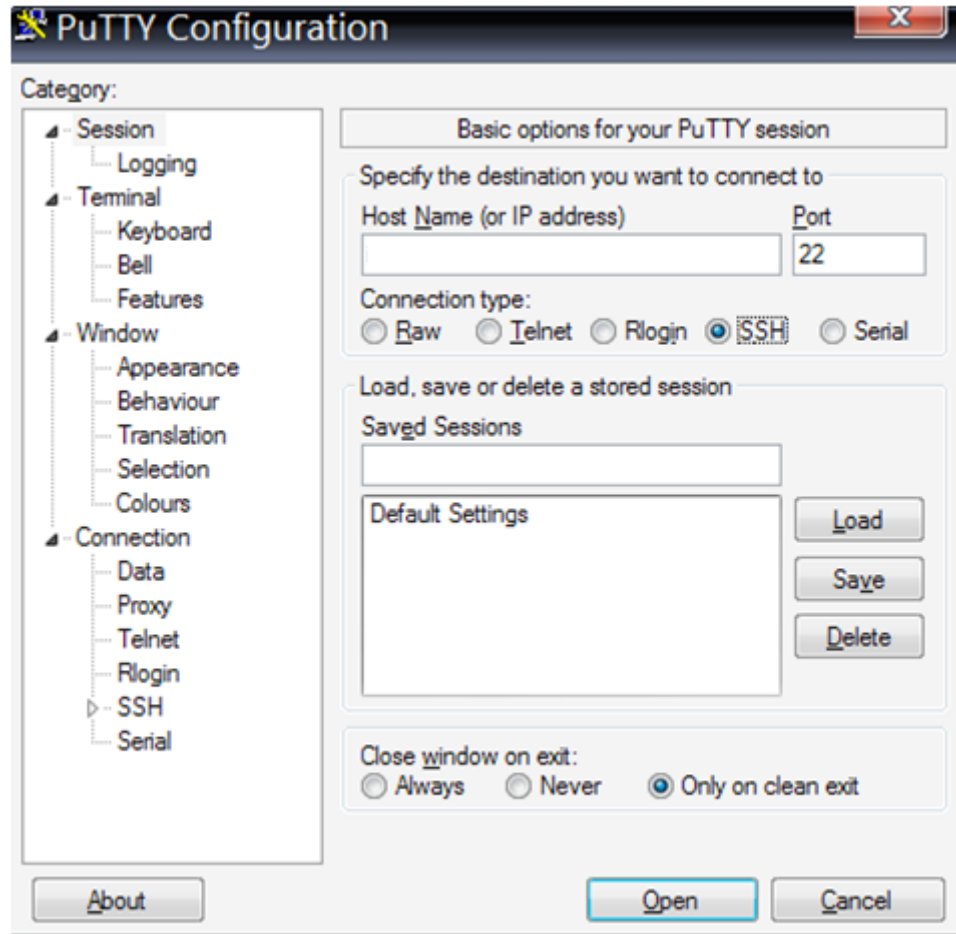 PuTTY Configuration
Category:
Session
Logging
Terminal
Keyboard
Bell
Features
Window
Appearance
Behaviour
Translation
Selection
Colours
Connection
Data
Proxy
Telnet
Rlogin
SSH
Serial
Basic options for your PuTTY session
Specify the destination you want to connect to
Host Name (or IP address) Port
22
Connection type:
Raw Telnet Rlogin SSH Serial
Load, save or delete a stored session
Saved Sessions
Default Settings
Load
Save
Delete
Close window on exit:
Always Never Only on clean exit
About Open Cancel